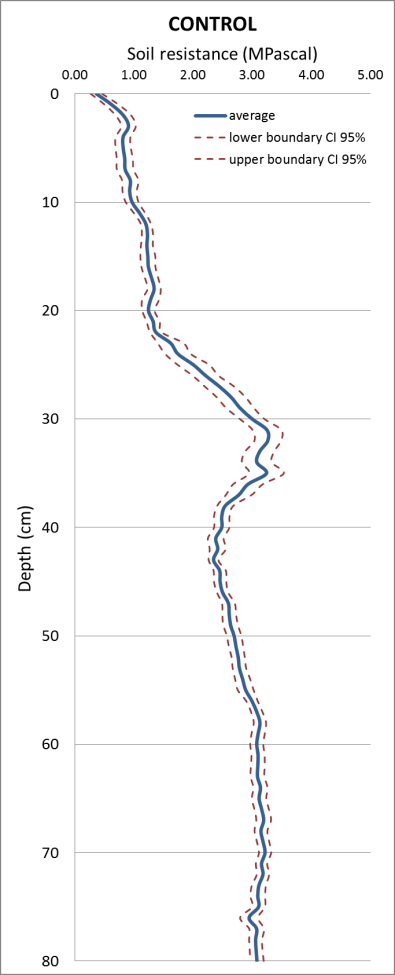 CONTROL
Soil resistance (MPascal)
0.00 1.00 2.00 3.00 4.00 5.00
0
average
lower boundary CI 95%
upper boundary CI 95%
10
20
30
40
Depth (cm)
50
60
70
80